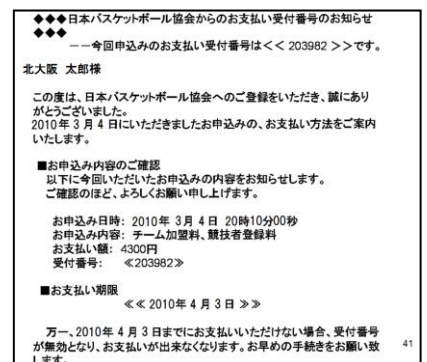 ◆◆◆日本バスケットボール協会からのお支払い受付番号のお知らせ
◆◆◆
－－今回申込みのお支払い受付番号は＜＜ 203982 ＞＞です。
北大阪 太郎様
この度は、日本バスケットボール協会へのご登録をいただき、誠にあり
がとうございました。
2010年 3 月 4 日にいただきましたお申込みの、お支払い方法をご案内
いたします。
■お申込み内容のご確認
以下に今回いただいたお申込みの内容をお知らせします。
ご確認のほど、よろしくお願い申し上げます。
お申込み日時: 2010年 3月 4 日 20時10分00秒
お申込み内容: チーム加盟料、競技者登録料
お支払い額: 4300円
受付番号: ≪203982≫
■お支払い期限
≪≪ 2010年 4 月 3 日 ≫≫
万一、2010年 4 月 3 日までにお支払いいただけない場合、受付番号
が無効となり、お支払いが出来なくなります。お早めの手続きをお願い致
します。
41